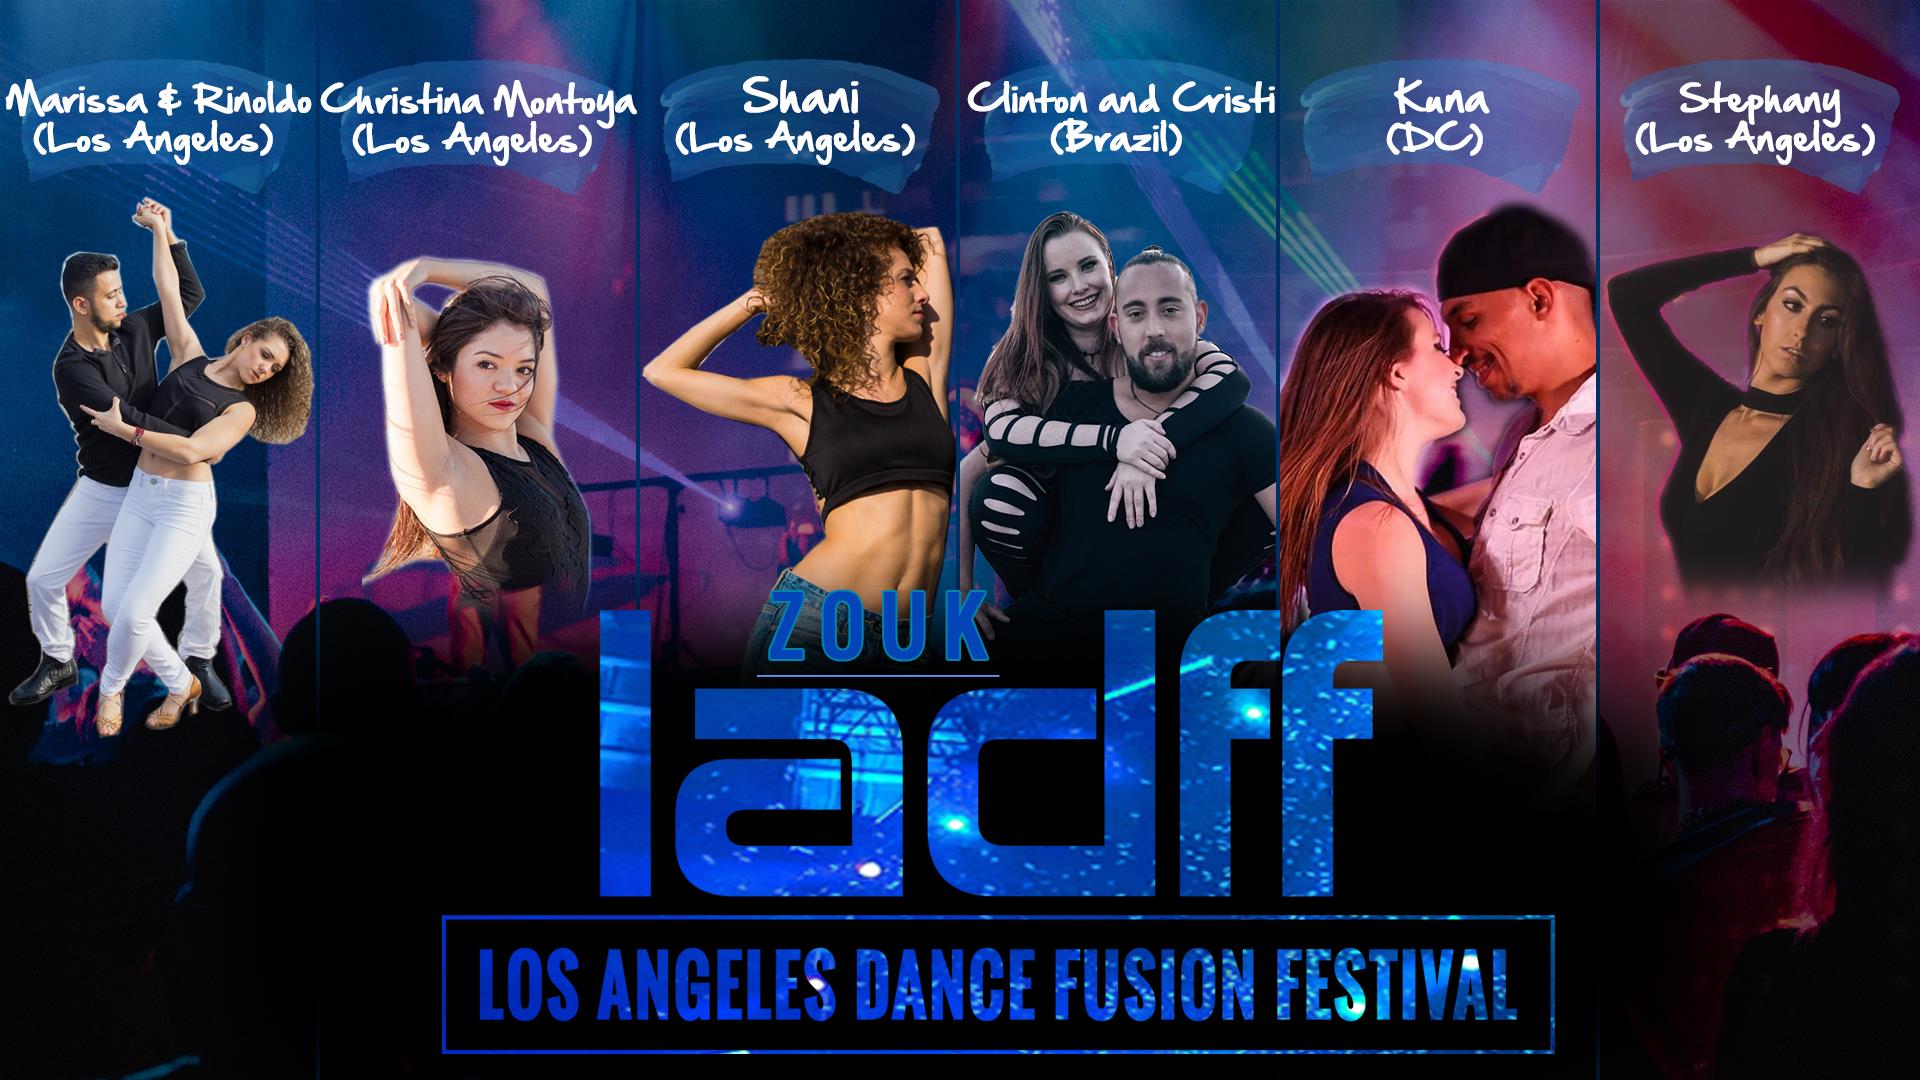 Marissa & Rinoldo
(Los Angeles)
Christina Montoya
(Los Angeles)
Shani
(Los Angeles)
Clinton and Cristi
(Brazil)
Kuna
(DC)
Stephany
(Los Angeles)
ZOUK
ladff
LOS ANGELES DANCE FUSION FESTIVAL